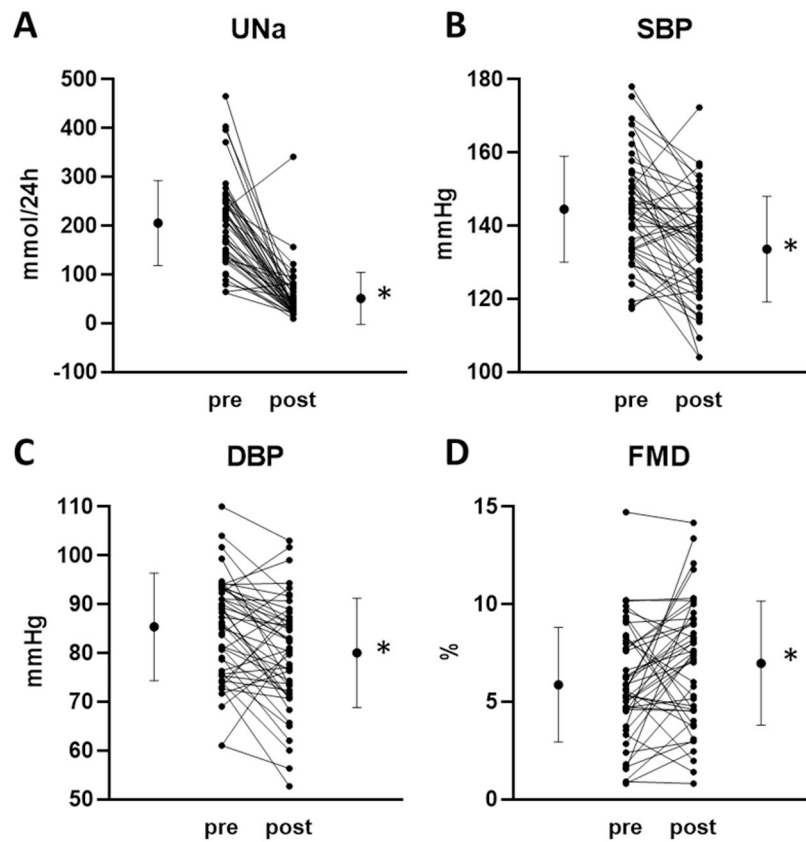 A
UNa
500
400
300
200
100
0
-100
mmol/24h
*
pre post
B
SBP
180
160
140
120
100
mmHg
*
pre post
C
DBP
110
100
90
80
70
60
50
mmHg
*
pre post
D
FMD
15
10
5
0
%
*
pre post